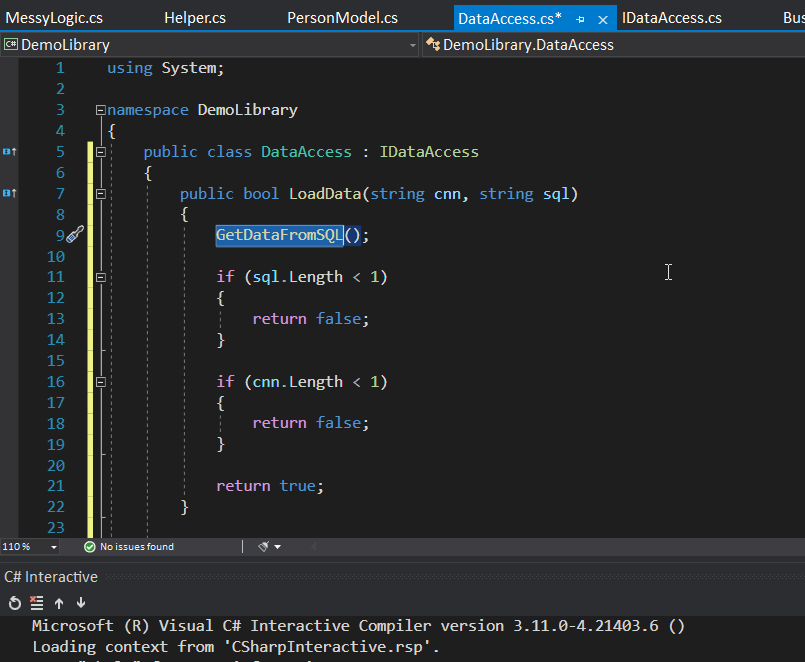 MessyLogic.cs Helper.cs PersonModel.cs DataAccess.cs* IDataAccess.cs
C# DemoLibrary DemoLibrary.DataAccess
1 using System;
2
3 namespace DemoLibrary
4 {
5 public class DataAccess : IDataAccess
6 {
7 public bool LoadData(string cnn, string sql)
8 {
9 GetDataFromSQL();
10
11 if (sql.Length < 1)
12 {
13 return false;
14 }
15
16 if (cnn.Length < 1)
17 {
18 return false;
19 }
20
21 return true;
22 }
23
110 % No issues found
C# Interactive
Microsoft (R) Visual C# Interactive Compiler version 3.11.0-4.21403.6 ()
Loading context from 'CSharpInteractive.rsp'.